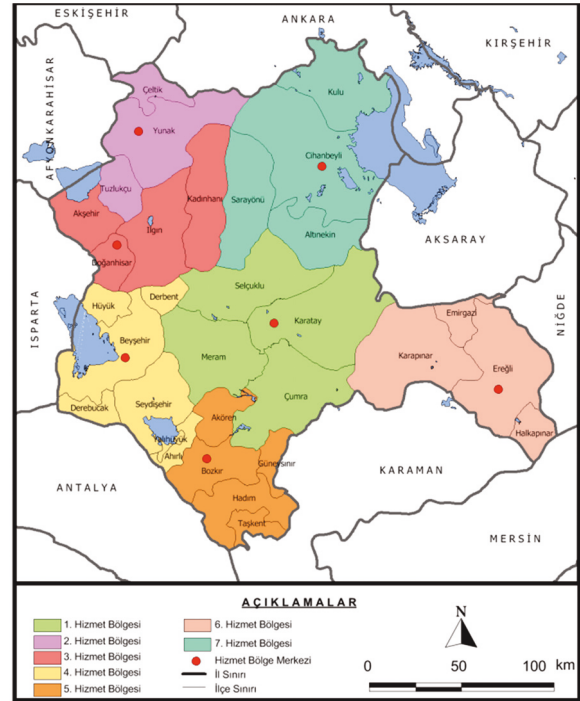 ESKİŞEHİR
ANKARA
KIRŞEHİR
AFYONKARAHİSAR
Çeltik
Kulu
Yunak
Cihanbeyli
Tuzlukçu
Kadınhanı
Sarayönü
Akşehir
Ilgın
Altınekin
AKSARAY
Doğanhisar
Selçuklu
ISPARTA
NİĞDE
Hüyük
Derbent
Emirgazi
Karatay
Beyşehir
Karapınar
Meram
Ereğli
Çumra
Derebucak
Seydişehir
Akören
Halkapınar
Yalıhüyük
Ahırlı
Güneysınır
Bozkır
KARAMAN
ANTALYA
Hadım
Taşkent
MERSİN
AÇIKLAMALAR
1. Hizmet Bölgesi
2. Hizmet Bölgesi
3. Hizmet Bölgesi
4. Hizmet Bölgesi
5. Hizmet Bölgesi
6. Hizmet Bölgesi
7. Hizmet Bölgesi
Hizmet Bölge Merkezi
İl Sınırı
İlçe Sınırı
N
0 50 100 km